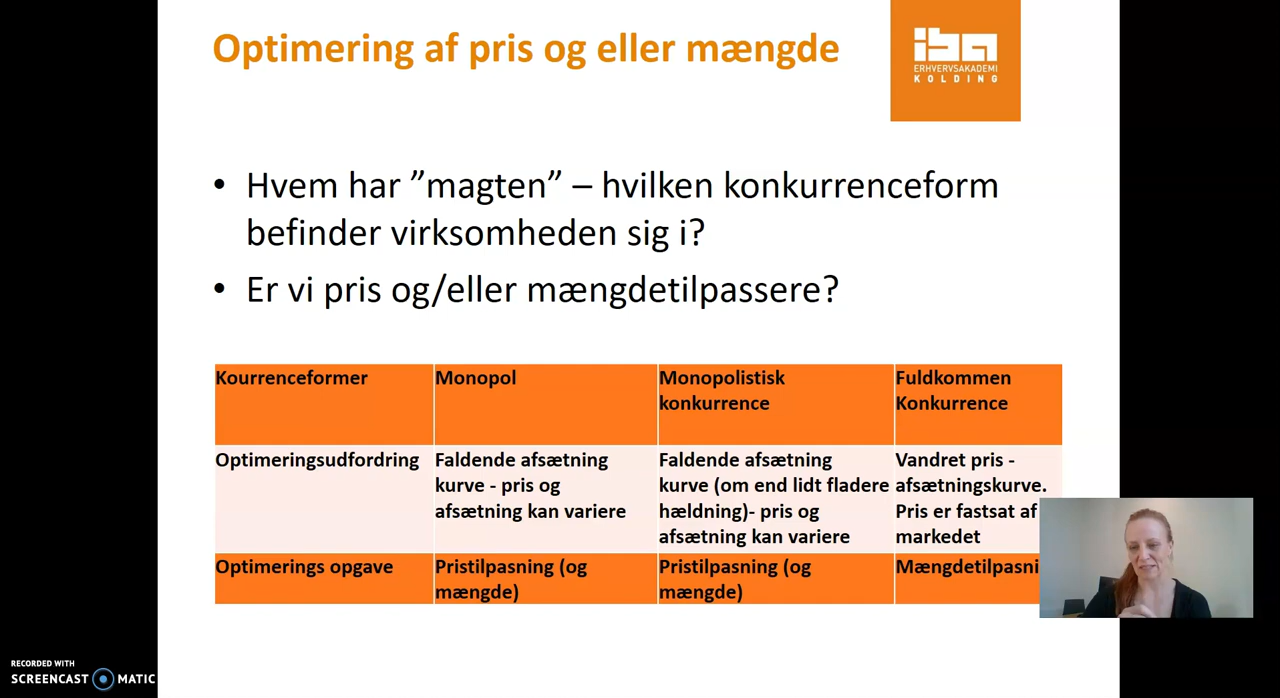 Optimering af pris og eller mængde
iba
ERHVERVSAKADEMI
KOLDING
• Hvem har ”magten” – hvilken konkurrenceform
befinder virksomheden sig i?
• Er vi pris og/eller mængdetilpassere?
Kourrenceformer
Monopol
Monopolistisk
konkurrence
Fuldkommen
Konkurrence
Optimeringsudfordring
Faldende afsætning
kurve - pris og
afsætning kan variere
Faldende afsætning
kurve (om end lidt fladere
hældning)- pris og
afsætning kan variere
Vandret pris -
afsætningskurve.
Pris er fastsat af
markedet
Optimerings opgave
Pristilpasning (og
mængde)
Pristilpasning (og
mængde)
Mængdetilpasni
RECORDED WITH
SCREENCAST MATIC